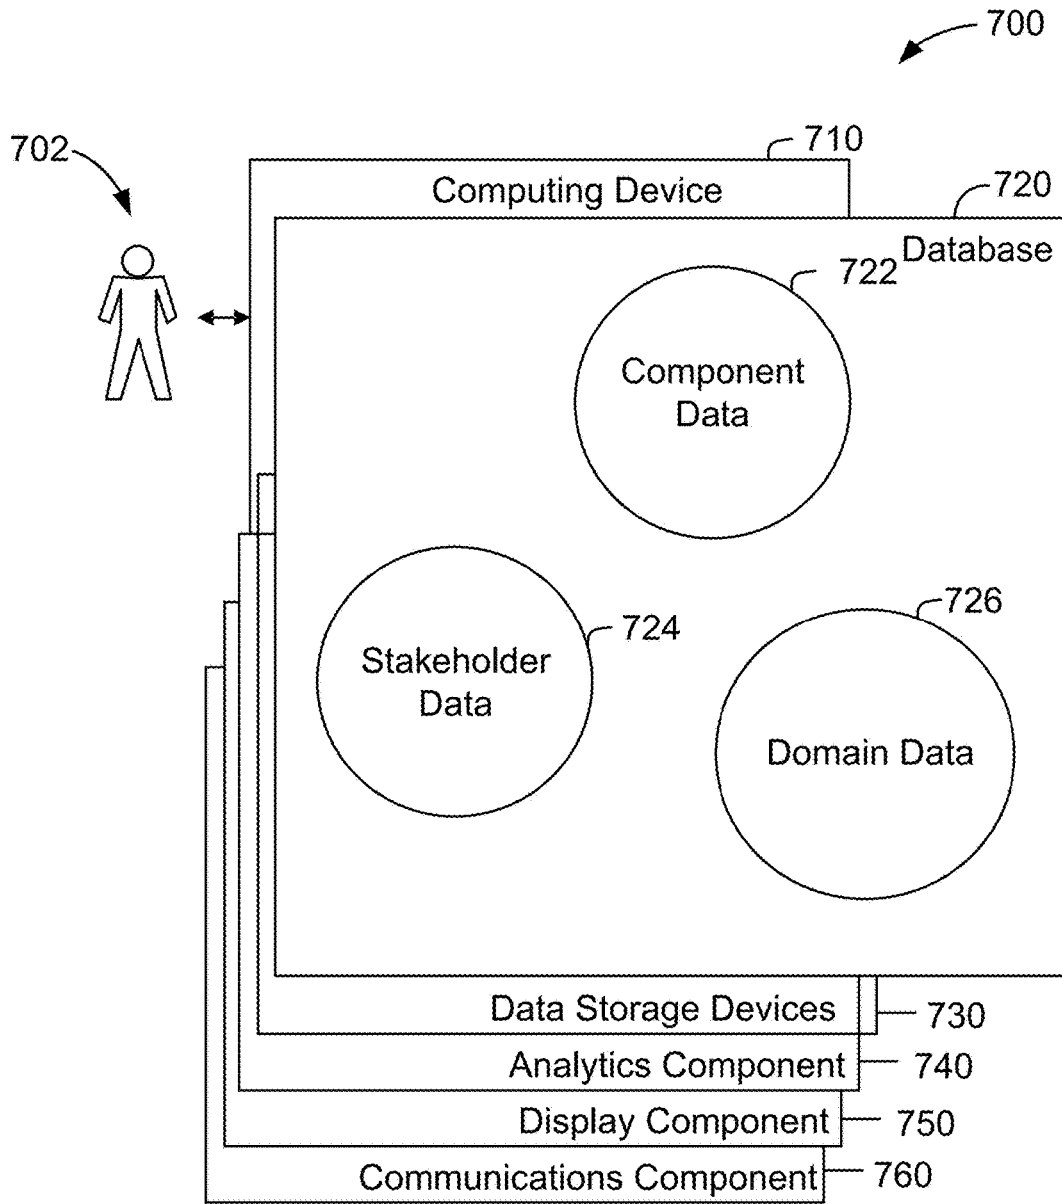 700
702
710
Computing Device
720
Database
722
Component
Data
724
Stakeholder
Data
726
Domain Data
Data Storage Devices
730
Analytics Component
740
Display Component
750
Communications Component
760